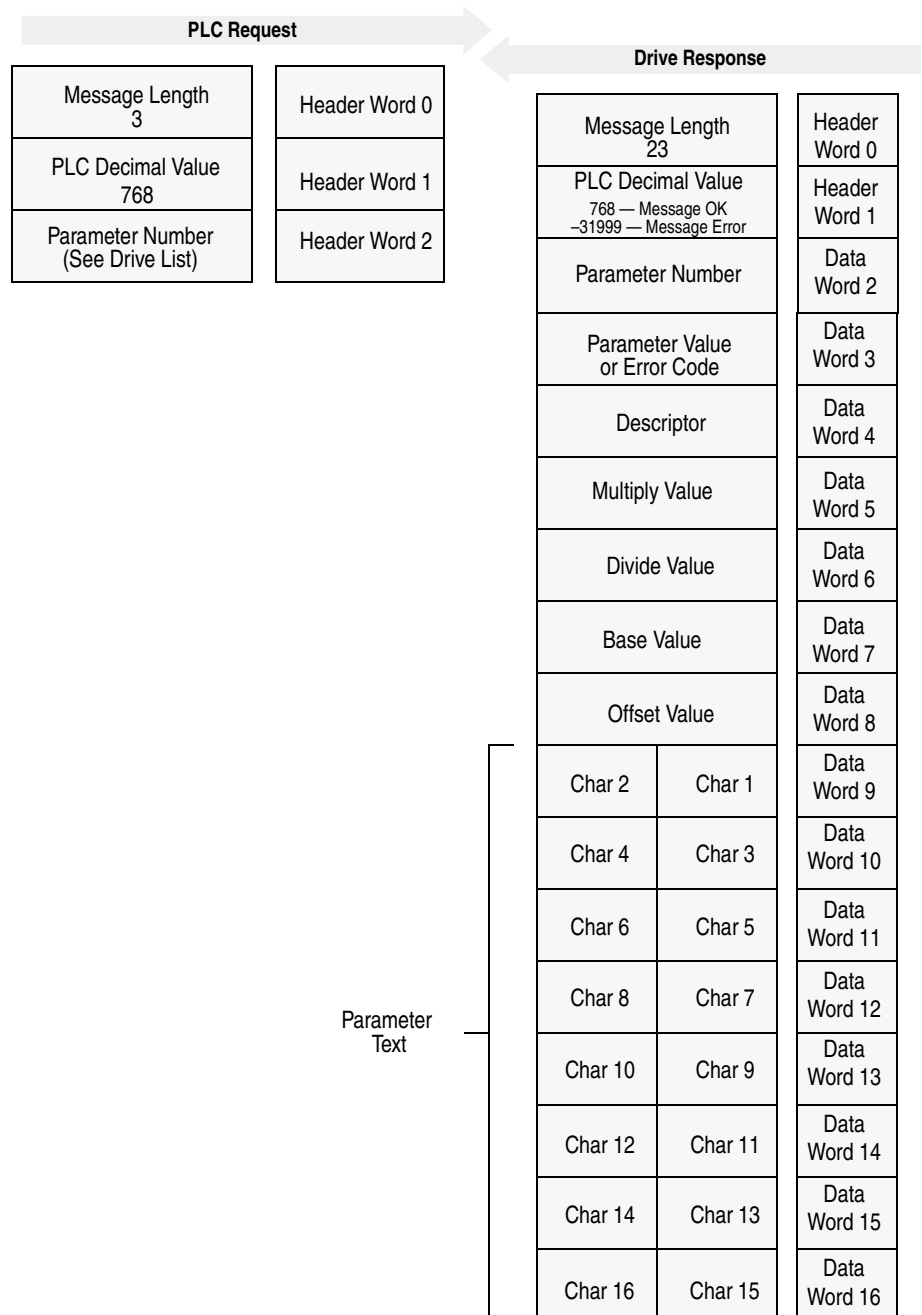 PLC Request
Drive Response
Message Length
3
Header Word 0
PLC Decimal Value
768
Header Word 1
Parameter Number
(See Drive List)
Header Word 2
Message Length
23
Header
Word 0
PLC Decimal Value
768 — Message OK
–31999 — Message Error
Header
Word 1
Parameter Number
Data
Word 2
Parameter Value
or Error Code
Data
Word 3
Descriptor
Data
Word 4
Multiply Value
Data
Word 5
Divide Value
Data
Word 6
Base Value
Data
Word 7
Offset Value
Data
Word 8
Parameter
Text
Char 2 Char 1
Data
Word 9
Char 4 Char 3
Data
Word 10
Char 6 Char 5
Data
Word 11
Char 8 Char 7
Data
Word 12
Char 10 Char 9
Data
Word 13
Char 12 Char 11
Data
Word 14
Char 14 Char 13
Data
Word 15
Char 16 Char 15
Data
Word 16